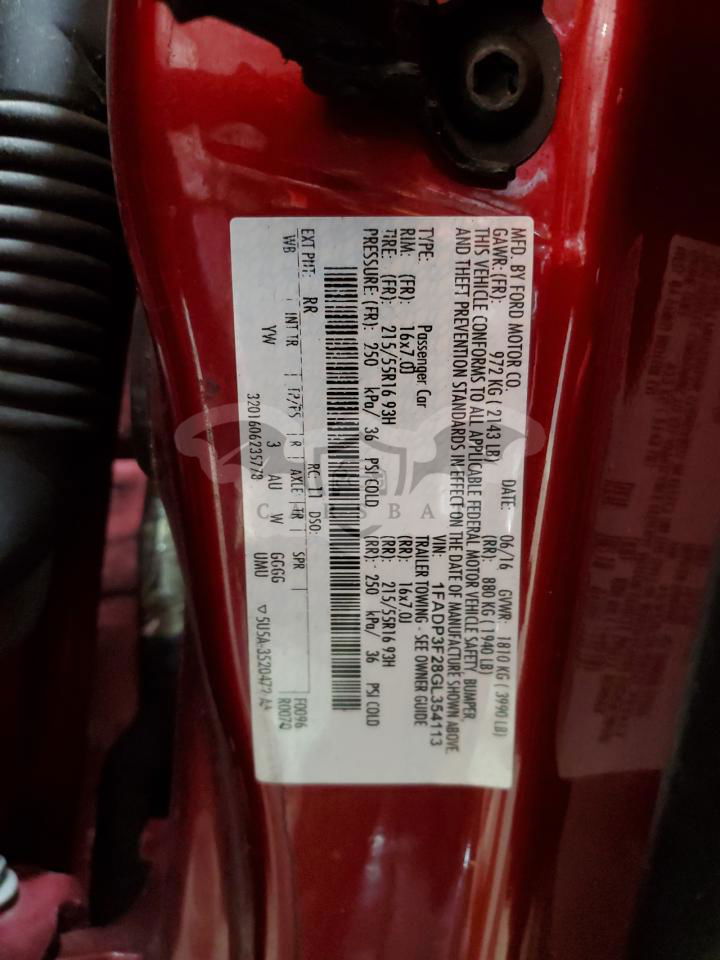 MFD. BY FORD MOTOR CO. DATE: 06/16 GVWR: 1810 KG ( 3990 LB)
GAWR: (FR): 972 KG ( 2143 LB) (RR): 880 KG ( 1940 LB)
THIS VEHICLE CONFORMS TO ALL APPLICABLE FEDERAL MOTOR VEHICLE SAFETY, BUMPER,
AND THEFT PREVENTION STANDARDS IN EFFECT ON THE DATE OF MANUFACTURE SHOWN ABOVE.
VIN: 1FADP3F28GL354113
TYPE: Passenger Car TRAILER TOWING - SEE OWNER GUIDE
RIM: (FR): 16x7.0J (RR): 16x7.0J
TIRE: (FR): 215/55R16 93H (RR): 215/55R16 93H
PRESSURE: (FR): 250 kPa/ 36 PSI COLD (RR): 250 kPa/ 36 PSI COLD
EXT PNT: RR RC: 11 DSO: F0096
WB INT TR TP/PS R AXLE TR SPR R0070
YW 3 AU W GGGG
UMU
3201606235778 ▽ 5U5A-3520472